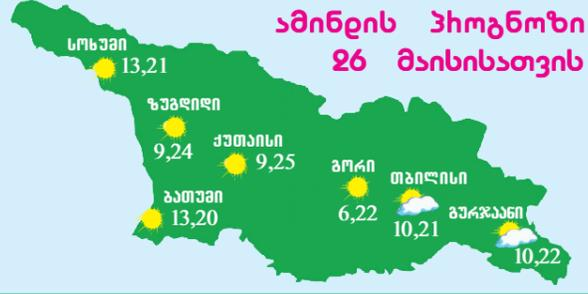 ამინდის პროგნოზი
26 მაისისათვის
სოხუმი
13,21
ზუგდიდი
9,24
ქუთაისი
9,25
გორი
6,22
თბილისი
10,21
ბათუმი
13,20
გურჯაანი
10,22